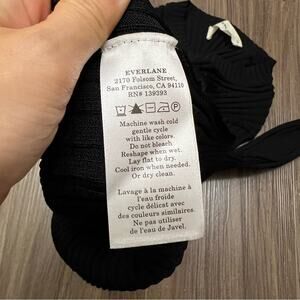 EVERLANE
2170 Folsom Street,
San Francisco, CA 94110
RN# 139393
Machine wash cold
gentle cycle
with like colors.
Do not bleach.
Reshape when wet.
Lay flat to dry.
Cool iron when needed.
Or dry clean.
Lavage à la machine à
l'eau froide
cycle délicat avec
des couleurs similaires.
Ne pas utiliser
de l'eau de Javel.